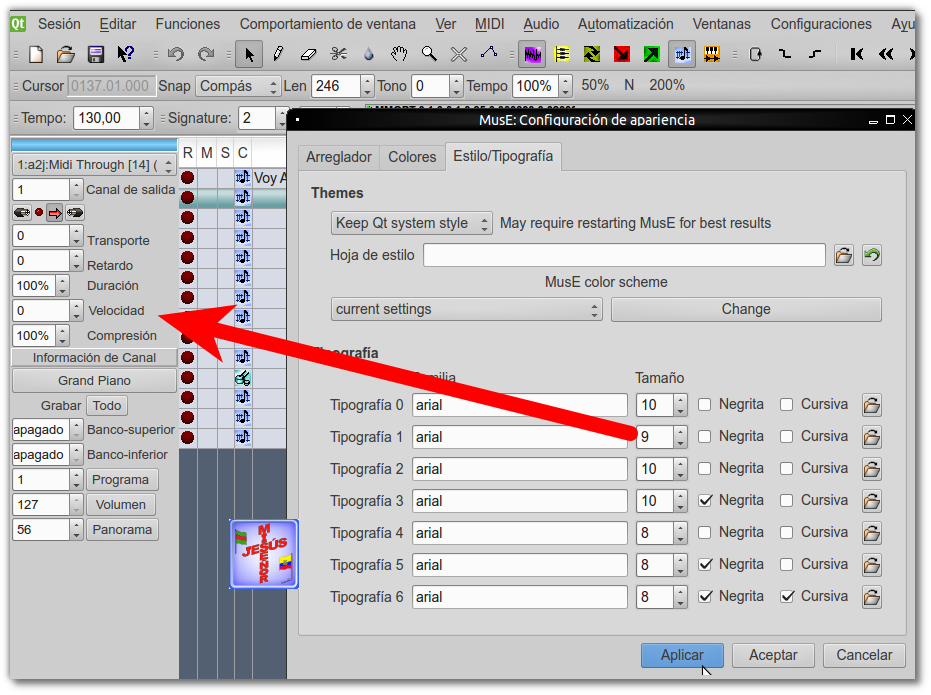 Qt Sesión Editar Funciones Comportamiento de ventana Ver MIDI Audio Automatización Ventanas Configuraciones Ayu
Cursor 0137.01.000 Snap Compás Len 246 Tono 0 Tempo 100% 50% N 200%
Tempo: 130,00 Signature: 2
MusE: Configuración de apariencia
1:a2j:Midi Through [14] (
1 Canal de salida
0 Transporte
0 Retardo
100% Duración
0 Velocidad
100% Compresión
Información de Canal
Grand Piano
Grabar Todo
apagado Banco-superior
apagado Banco-inferior
1 Programa
127 Volumen
56 Panorama
R M S C
Voy A
MISENOR
JESÚS
Arreglador Colores Estilo/Tipografía
Themes
Keep Qt system style May require restarting MusE for best results
Hoja de estilo
MusE color scheme
current settings Change
Tipografía
Familia Tamaño
Tipografía 0 arial 10 Negrita Cursiva
Tipografía 1 arial 9 Negrita Cursiva
Tipografía 2 arial 10 Negrita Cursiva
Tipografía 3 arial 10 Negrita Cursiva
Tipografía 4 arial 8 Negrita Cursiva
Tipografía 5 arial 8 Negrita Cursiva
Tipografía 6 arial 8 Negrita Cursiva
Aplicar Aceptar Cancelar